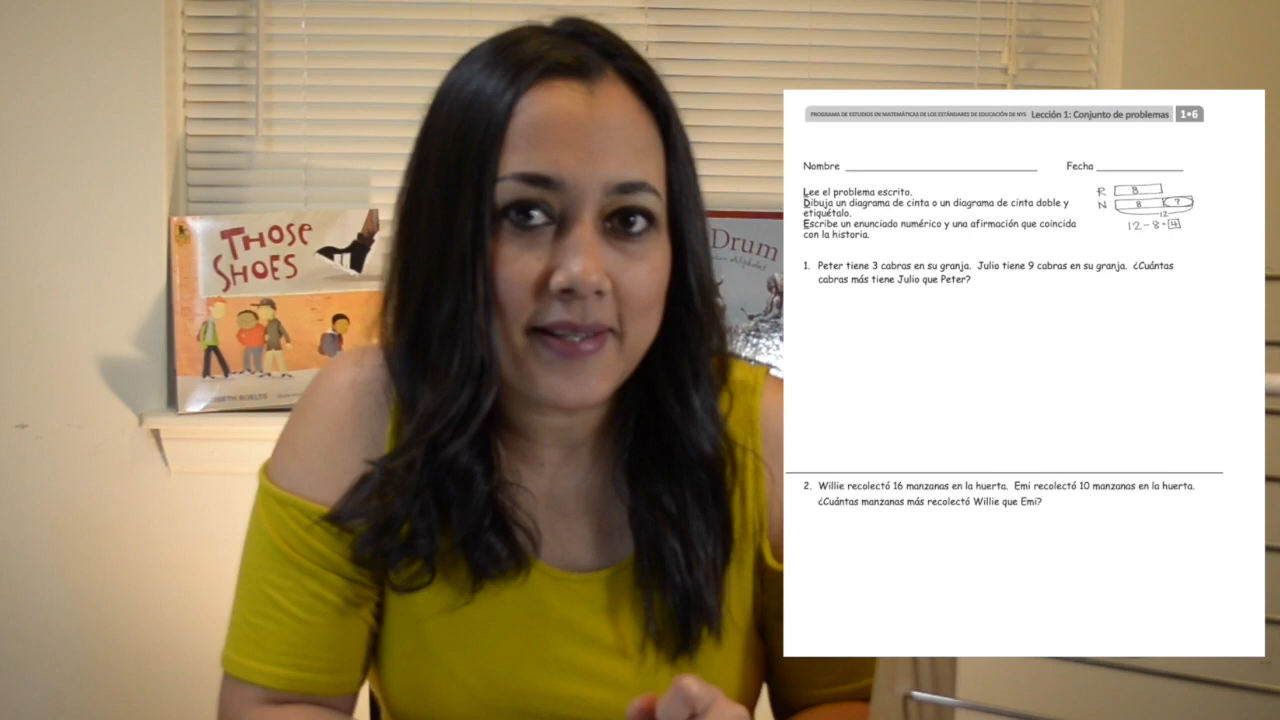 THOSE
SHOES
Drum
PROGRAMA DE ESTUDIOS EN MATEMÁTICAS DE LOS ESTÁNDARES DE EDUCACIÓN DE NYS Lección 1: Conjunto de problemas 1•6
Nombre Fecha
Lee el problema escrito.
Dibuja un diagrama de cinta o un diagrama de cinta doble y
etiquétalo.
Escribe un enunciado numérico y una afirmación que coincida
con la historia.
R 8
N 8 ?
12
12 - 8 = 4
1. Peter tiene 3 cabras en su granja. Julio tiene 9 cabras en su granja. ¿Cuántas
cabras más tiene Julio que Peter?
2. Willie recolectó 16 manzanas en la huerta. Emi recolectó 10 manzanas en la huerta.
¿Cuántas manzanas más recolectó Willie que Emi?